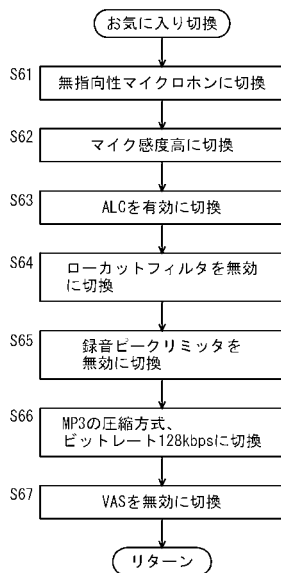 お気に入り切換
S61
無指向性マイクロホンに切換
S62
マイク感度高に切換
S63
ALCを有効に切換
S64
ローカットフィルタを無効
に切換
S65
録音ピークリミッタを
無効に切換
S66
MP3の圧縮方式、
ビットレート128kbpsに切換
S67
VASを無効に切換
リターン